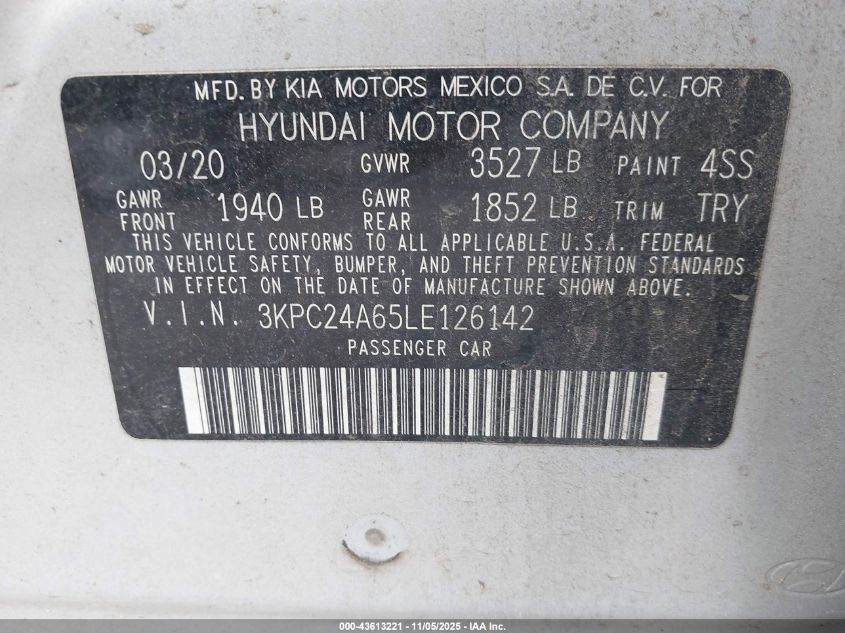 MFD. BY KIA MOTORS MEXICO S.A. DE C.V. FOR
HYUNDAI MOTOR COMPANY
03/20 GVWR 3527 LB PAINT 4SS
GAWR FRONT 1940 LB GAWR REAR 1852 LB TRIM TRY
THIS VEHICLE CONFORMS TO ALL APPLICABLE U.S.A. FEDERAL
MOTOR VEHICLE SAFETY, BUMPER, AND THEFT PREVENTION STANDARDS
IN EFFECT ON THE DATE OF MANUFACTURE SHOWN ABOVE.
V.I.N. 3KPC24A65LE126142
PASSENGER CAR
000-43613221 - 11/05/2025 - IAA Inc.